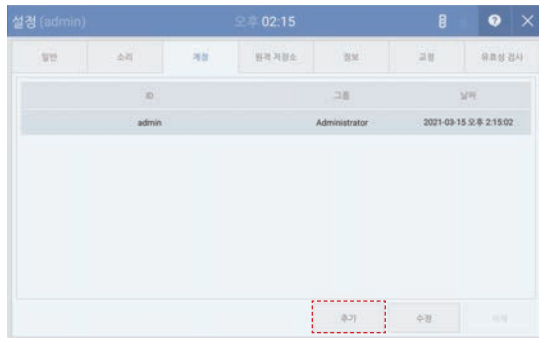 설정 (admin) 오후 02:15
일반 소리 계정 원격 저장소 정보 교정 유효성 검사
ID 그룹 날짜
admin Administrator 2021-03-15 오후 2:15:02
추가 수정 삭제